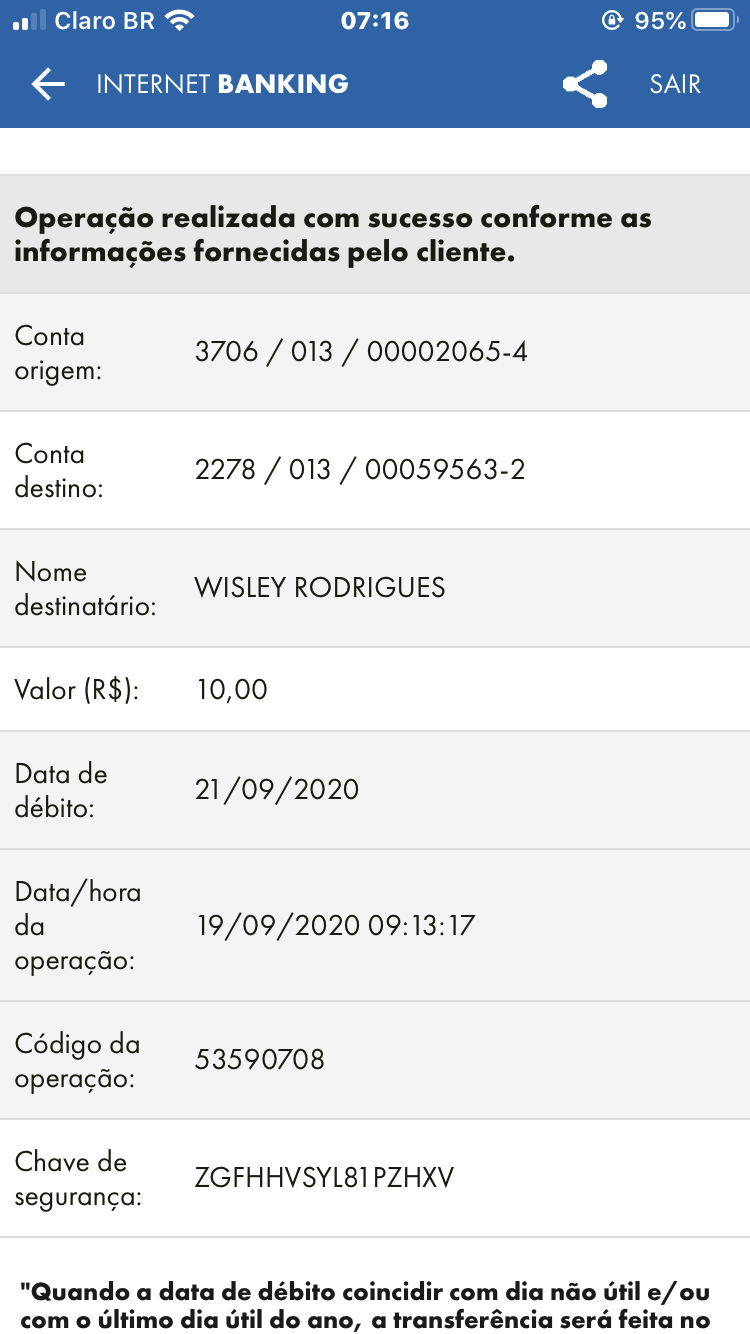 Claro BR
07:16
95%
INTERNET BANKING
SAIR
Operação realizada com sucesso conforme as
informações fornecidas pelo cliente.
Conta
origem:
3706 / 013 / 00002065-4
Conta
destino:
2278 / 013 / 00059563-2
Nome
destinatário:
WISLEY RODRIGUES
Valor (R$):
10,00
Data de
débito:
21/09/2020
Data/hora
da
operação:
19/09/2020 09:13:17
Código da
operação:
53590708
Chave de
segurança:
ZGFHHVSYL81PZHXV
"Quando a data de débito coincidir com dia não útil e/ou
com o último dia útil do ano, a transferência será feita no